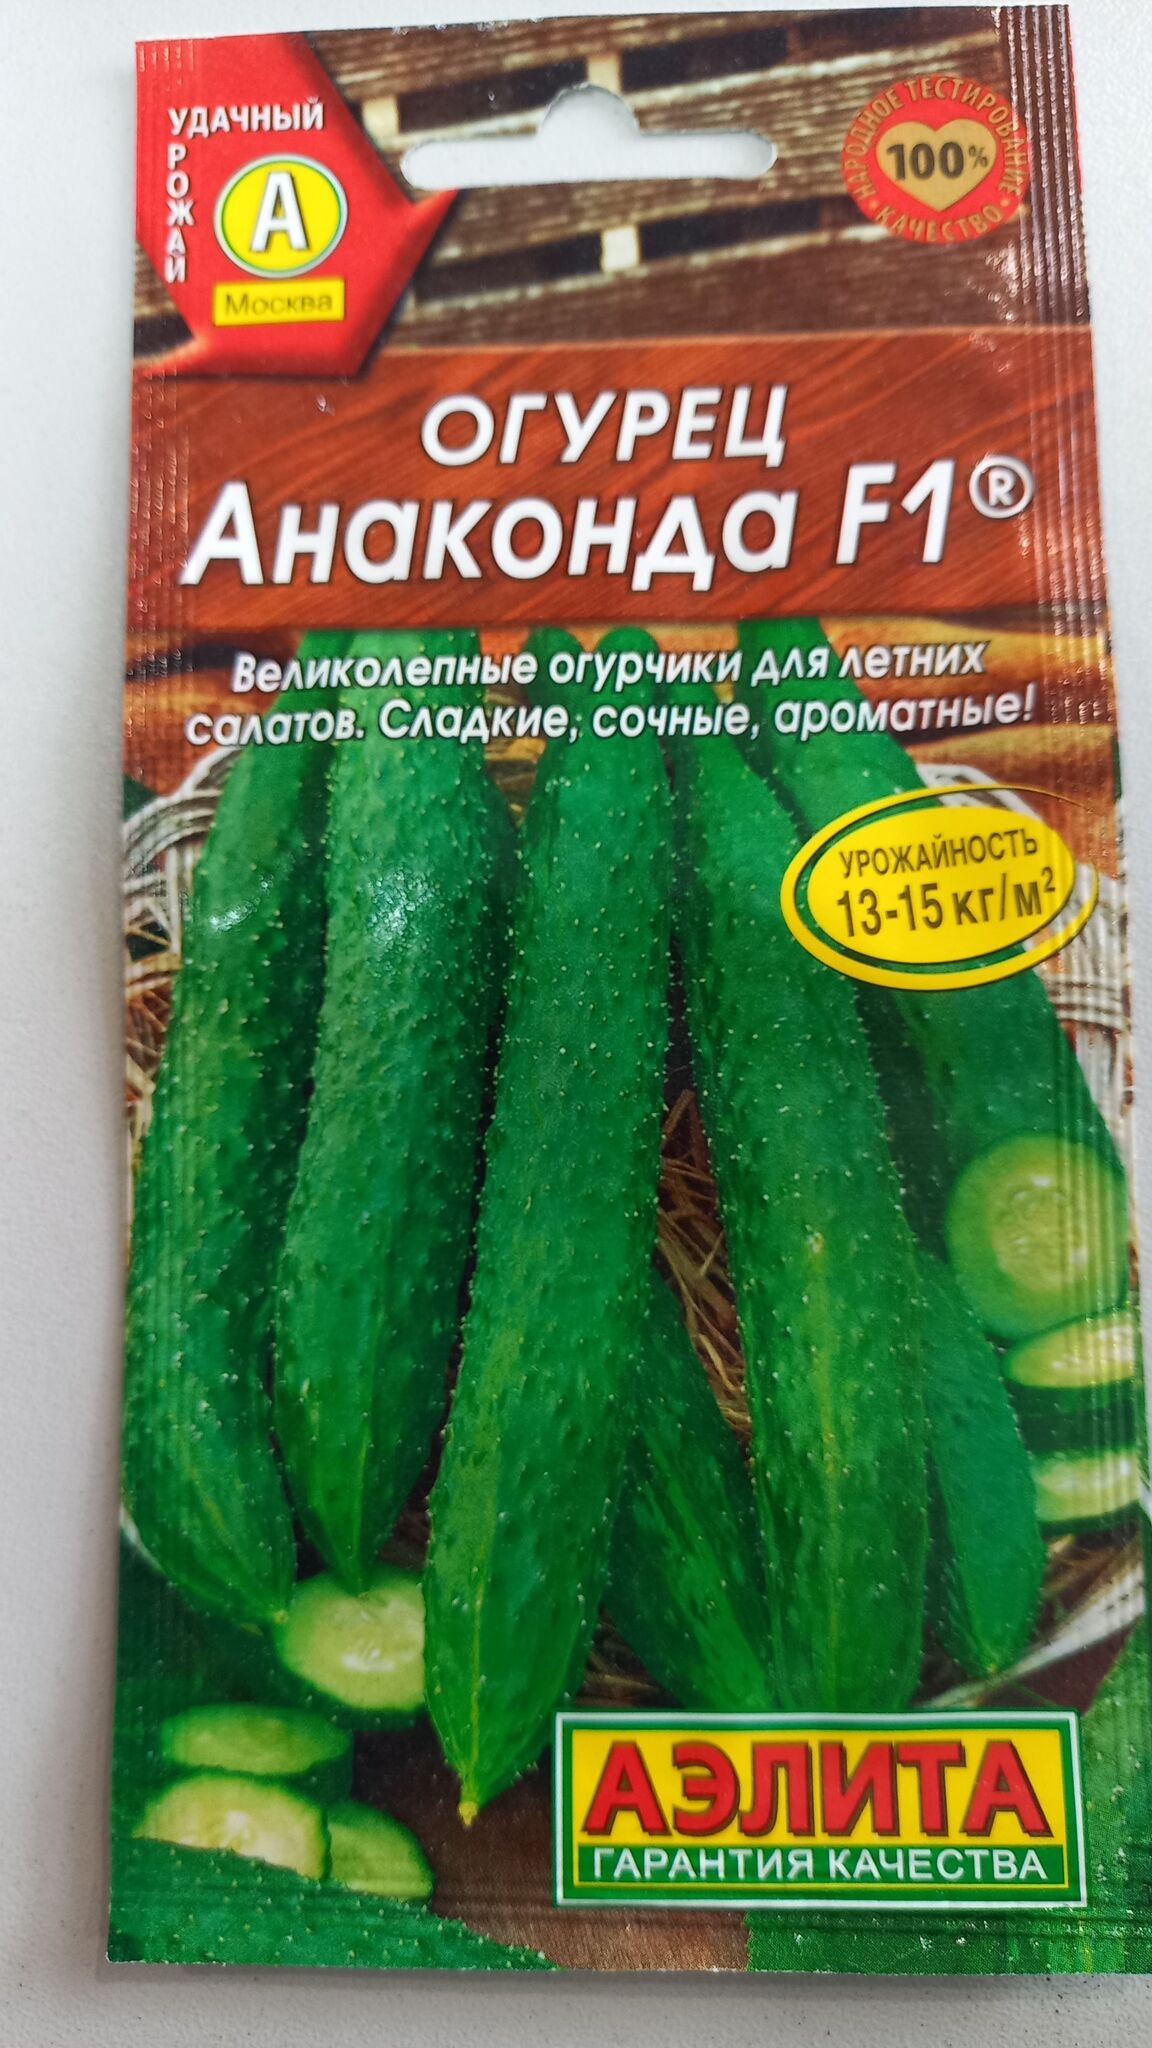 УДАЧНЫЙ
УРОЖАЙ
А
Москва
НАРОДНОЕ ТЕСТИРОВАНИЕ
100%
· КАЧЕСТВО ·
ОГУРЕЦ
Анаконда F1®
Великолепные огурчики для летних
салатов. Сладкие, сочные, ароматные!
УРОЖАЙНОСТЬ
13-15 кг/м²
АЭЛИТА
ГАРАНТИЯ КАЧЕСТВА